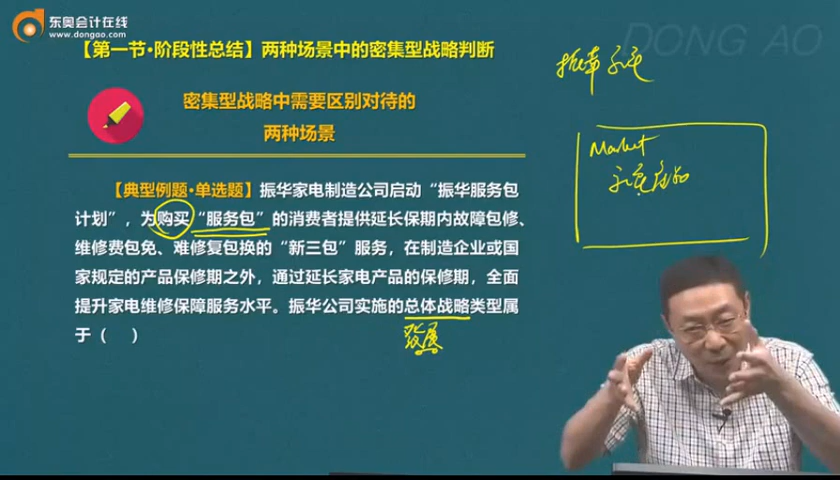 东奥会计在线
www.dongao.com
DONG AO
【第一节·阶段性总结】两种场景中的密集型战略判断
振华家电
密集型战略中需要区别对待的
两种场景
Market
家电产品
【典型例题·单选题】振华家电制造公司启动“振华服务包
计划”，为购买“服务包”的消费者提供延长保期内故障包修、
维修费包免、难修复包换的“新三包”服务，在制造企业或国
家规定的产品保修期之外，通过延长家电产品的保修期，全面
提升家电维修保障服务水平。振华公司实施的总体战略类型属
于（ ）
发展